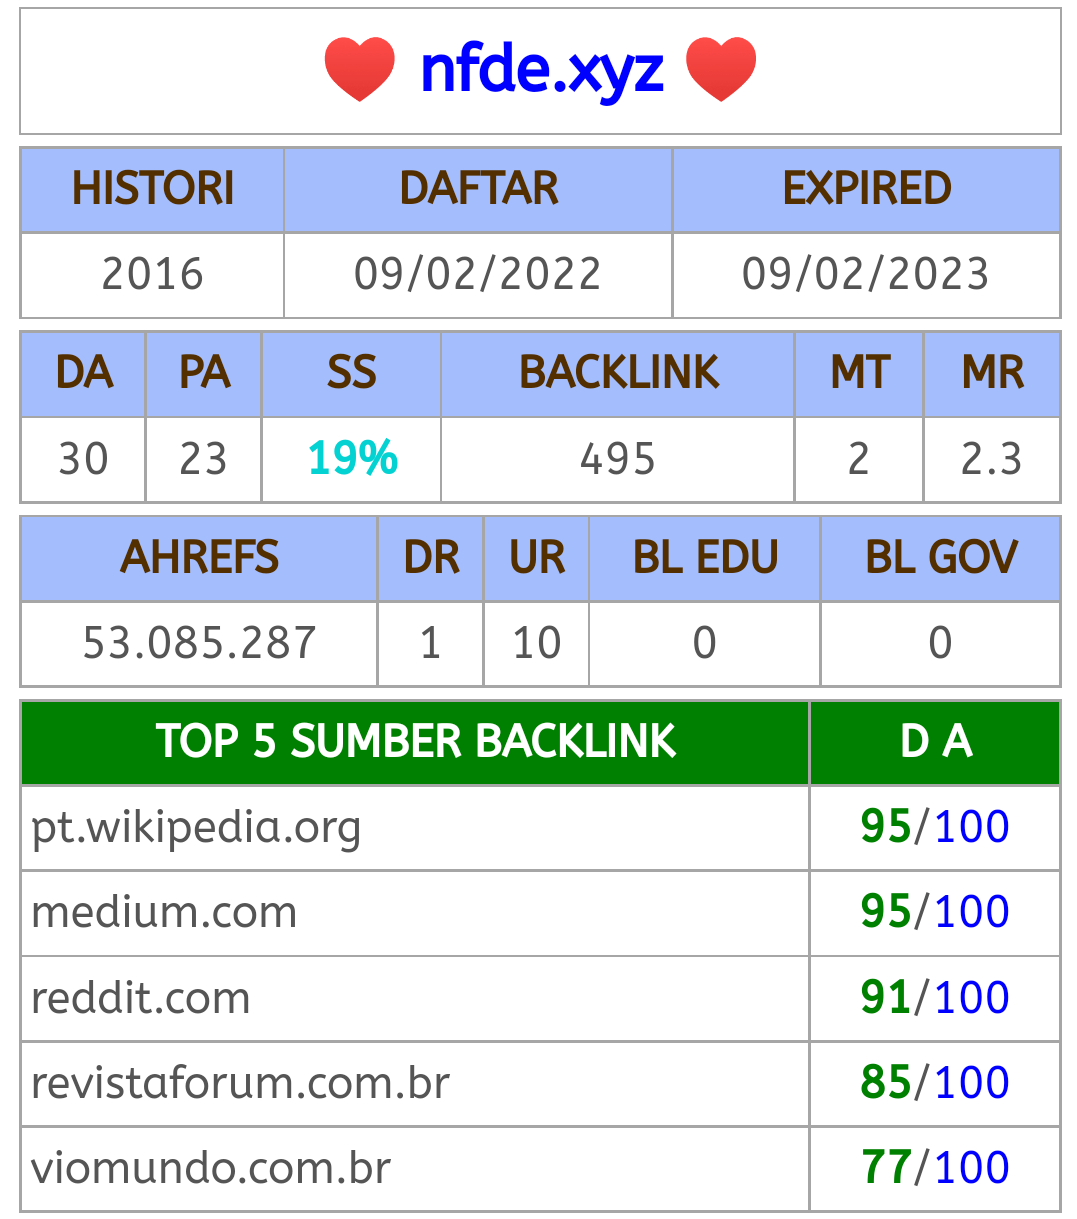 ❤️ nfde.xyz ❤️
HISTORI DAFTAR EXPIRED
2016 09/02/2022 09/02/2023
DA PA SS BACKLINK MT MR
30 23 19% 495 2 2.3
AHREFS DR UR BL EDU BL GOV
53.085.287 1 10 0 0
TOP 5 SUMBER BACKLINK D A
pt.wikipedia.org 95/100
medium.com 95/100
reddit.com 91/100
revistaforum.com.br 85/100
viomundo.com.br 77/100